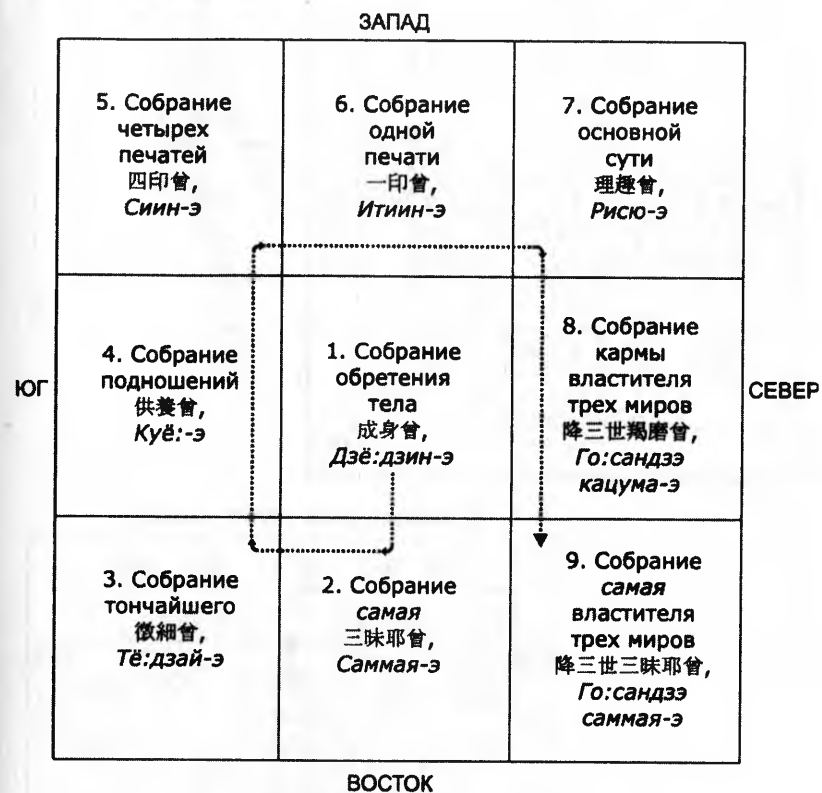 ЗАПАД
5. Собрание
четырех
печатей
四印曾,
Сиин-э
6. Собрание
одной
печати
一印曾,
Итиин-э
7. Собрание
основной
сути
理趣曾,
Рисю-э
ЮГ
4. Собрание
подношений
供養曾,
Куё:-э
1. Собрание
обретения
тела
成身曾,
Дзё:дзин-э
8. Собрание
кармы
властителя
трех миров
降三世羯磨曾,
Го:сандзэ
кацума-э
СЕВЕР
3. Собрание
тончайшего
徴細曾,
Тё:дзай-э
2. Собрание
самая
三昧耶曾,
Саммая-э
9. Собрание
самая
властителя
трех миров
降三世三昧耶曾,
Го:сандзэ
саммая-э
ВОСТОК